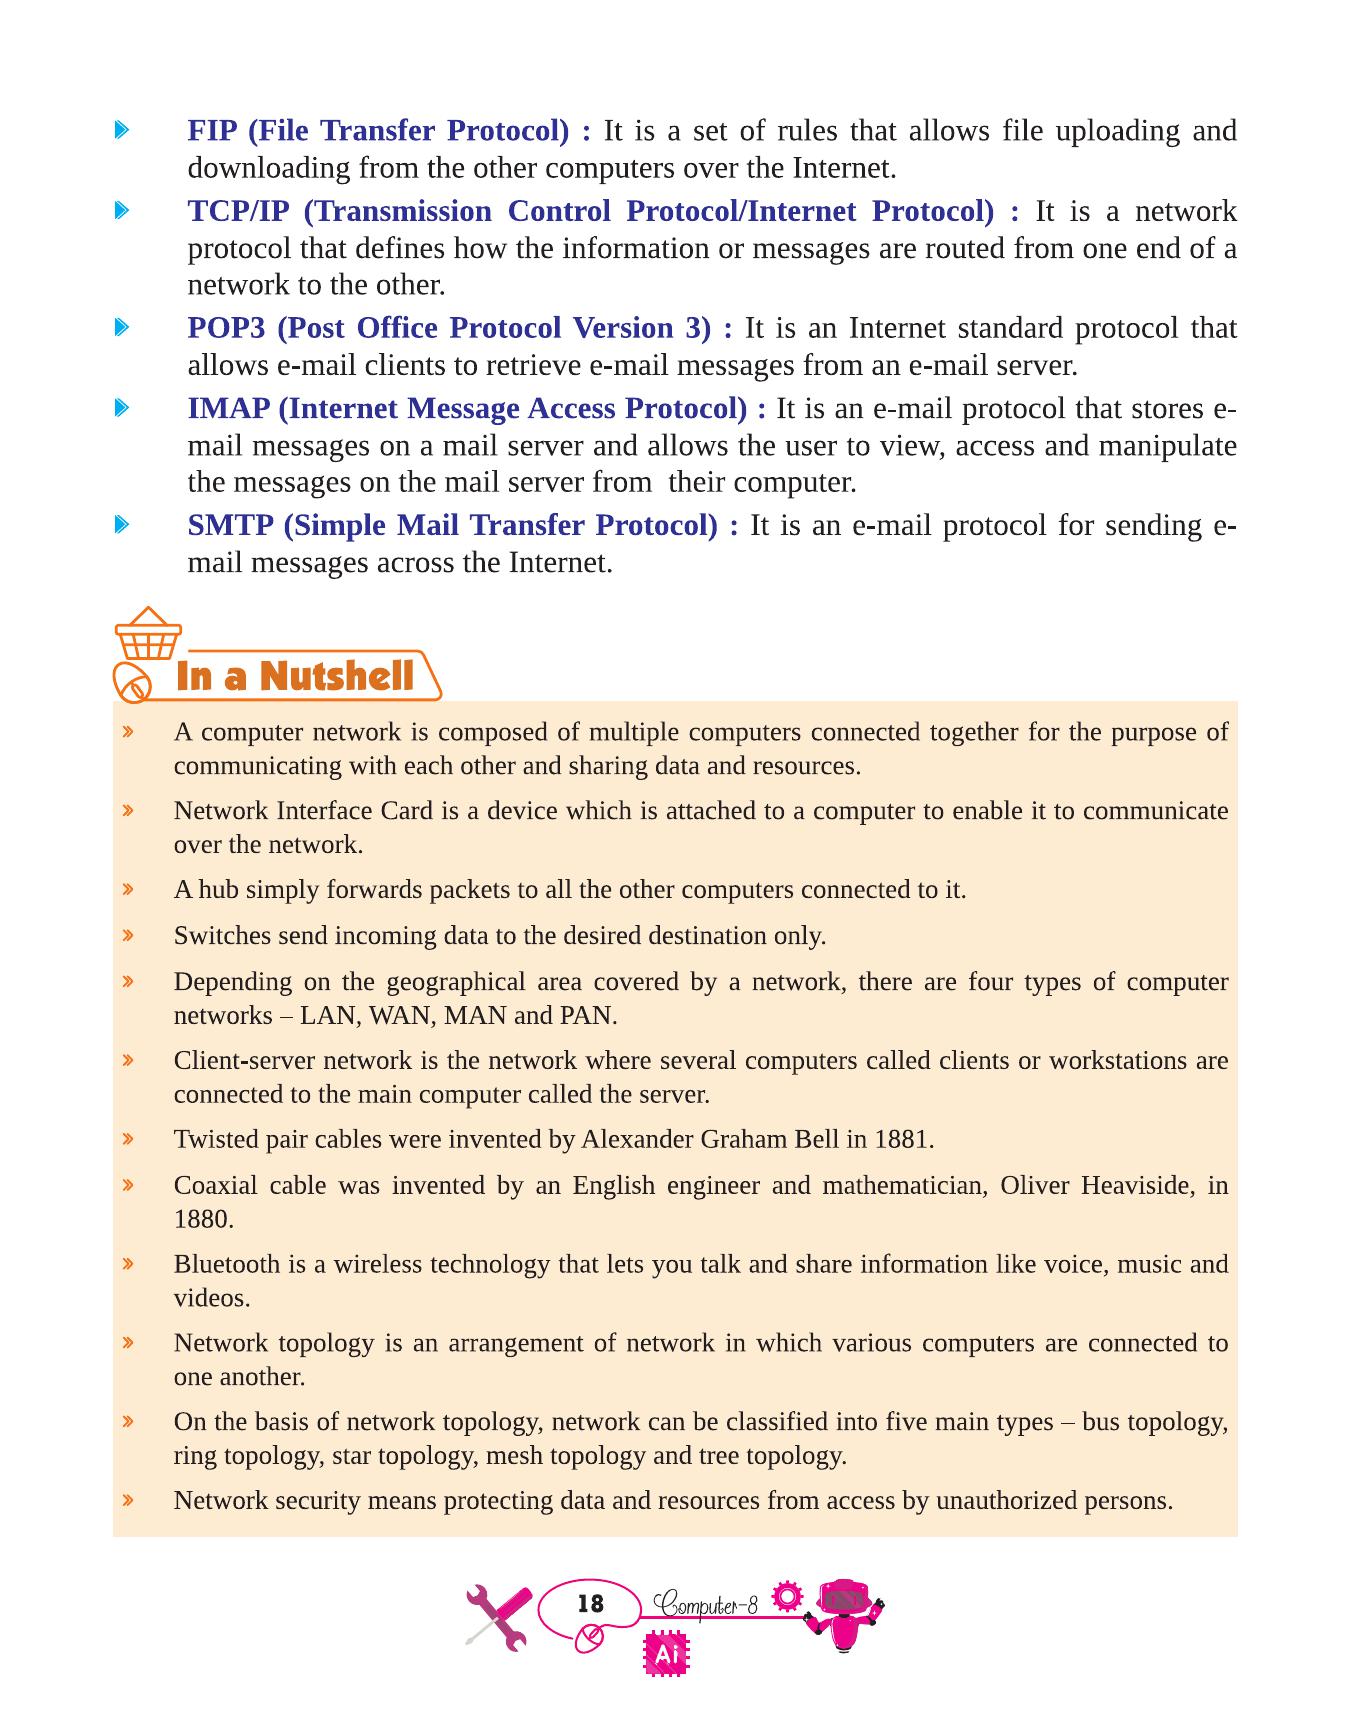 FIP (File Transfer Protocol) : It is a set of rules that allows file uploading and
downloading from the other computers over the Internet.
TCP/IP (Transmission Control Protocol/Internet Protocol) : It is a network
protocol that defines how the information or messages are routed from one end of a
network to the other.
POP3 (Post Office Protocol Version 3) : It is an Internet standard protocol that
allows e-mail clients to retrieve e-mail messages from an e-mail server.
IMAP (Internet Message Access Protocol) : It is an e-mail protocol that stores e-
mail messages on a mail server and allows the user to view, access and manipulate
the messages on the mail server from their computer.
SMTP (Simple Mail Transfer Protocol) : It is an e-mail protocol for sending e-
mail messages across the Internet.
In a Nutshell
A computer network is composed of multiple computers connected together for the purpose of
communicating with each other and sharing data and resources.
Network Interface Card is a device which is attached to a computer to enable it to communicate
over the network.
A hub simply forwards packets to all the other computers connected to it.
Switches send incoming data to the desired destination only.
Depending on the geographical area covered by a network, there are four types of computer
networks – LAN, WAN, MAN and PAN.
Client-server network is the network where several computers called clients or workstations are
connected to the main computer called the server.
Twisted pair cables were invented by Alexander Graham Bell in 1881.
Coaxial cable was invented by an English engineer and mathematician, Oliver Heaviside, in
1880.
Bluetooth is a wireless technology that lets you talk and share information like voice, music and
videos.
Network topology is an arrangement of network in which various computers are connected to
one another.
On the basis of network topology, network can be classified into five main types – bus topology,
ring topology, star topology, mesh topology and tree topology.
Network security means protecting data and resources from access by unauthorized persons.
18
Computer-8
Ai